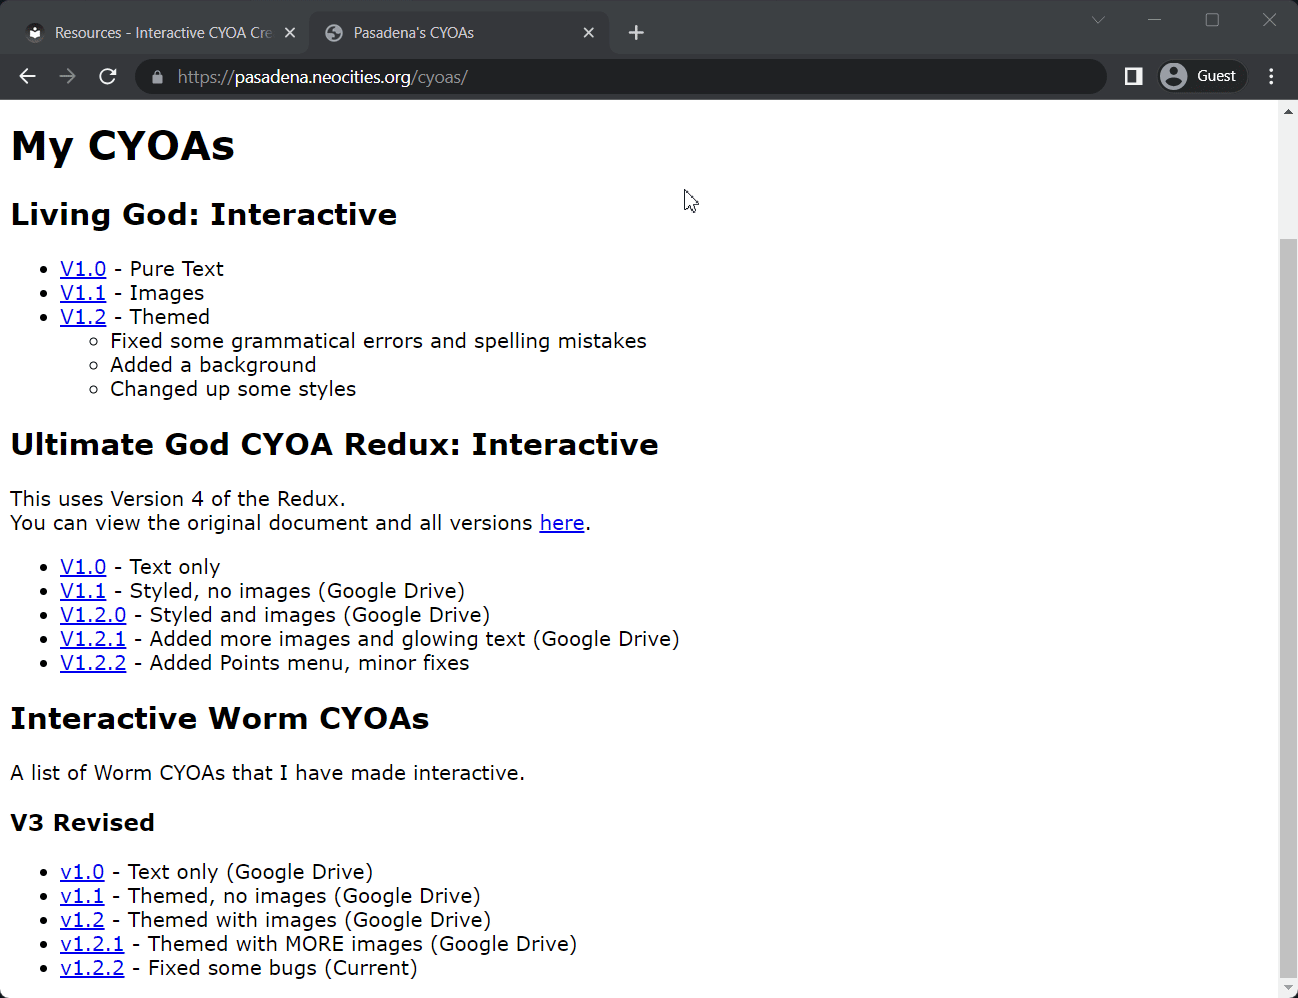 Resources - Interactive CYOA Cre
Pasadena's CYOAs
https://pasadena.neocities.org/cyoas/
Guest
My CYOAs
Living God: Interactive
V1.0 - Pure Text
V1.1 - Images
V1.2 - Themed
Fixed some grammatical errors and spelling mistakes
Added a background
Changed up some styles
Ultimate God CYOA Redux: Interactive
This uses Version 4 of the Redux.
You can view the original document and all versions here.
V1.0 - Text only
V1.1 - Styled, no images (Google Drive)
V1.2.0 - Styled and images (Google Drive)
V1.2.1 - Added more images and glowing text (Google Drive)
V1.2.2 - Added Points menu, minor fixes
Interactive Worm CYOAs
A list of Worm CYOAs that I have made interactive.
V3 Revised
v1.0 - Text only (Google Drive)
v1.1 - Themed, no images (Google Drive)
v1.2 - Themed with images (Google Drive)
v1.2.1 - Themed with MORE images (Google Drive)
v1.2.2 - Fixed some bugs (Current)